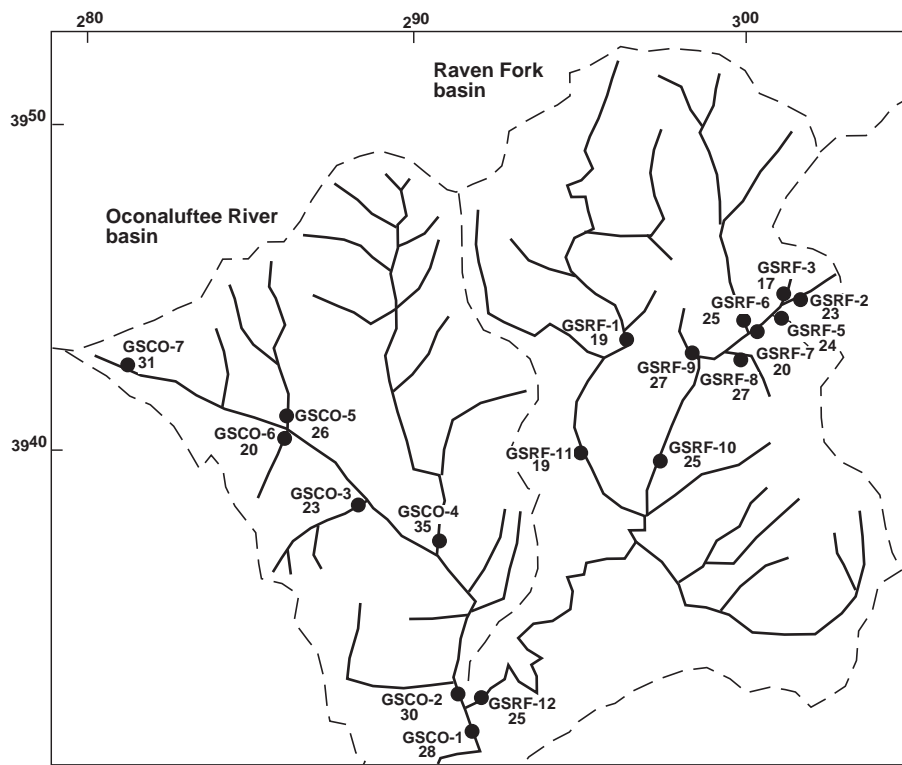 280 290 300
Raven Fork
basin
3950
Oconaluftee River
basin
GSRF-3
17
GSRF-2
23
GSRF-6
25
GSRF-5
24
GSRF-1
19
GSRF-7
20
GSRF-9
27
GSRF-8
27
GSCO-7
31
GSCO-5
26
GSCO-6
20
3940
GSRF-11
19
GSRF-10
25
GSCO-3
23
GSCO-4
35
GSCO-2
30
GSRF-12
25
GSCO-1
28